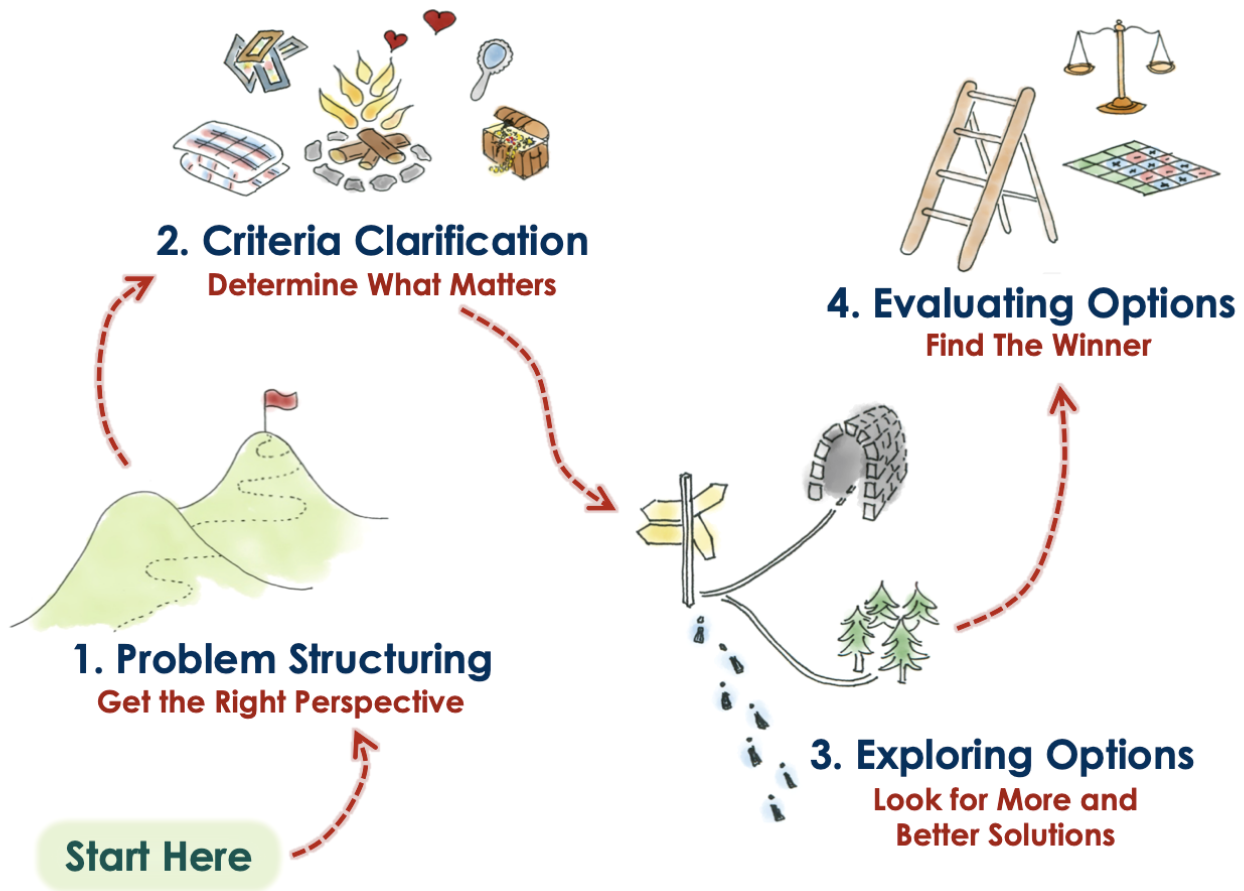 2. Criteria Clarification
Determine What Matters
4. Evaluating Options
Find The Winner
1. Problem Structuring
Get the Right Perspective
3. Exploring Options
Look for More and
Better Solutions
Start Here